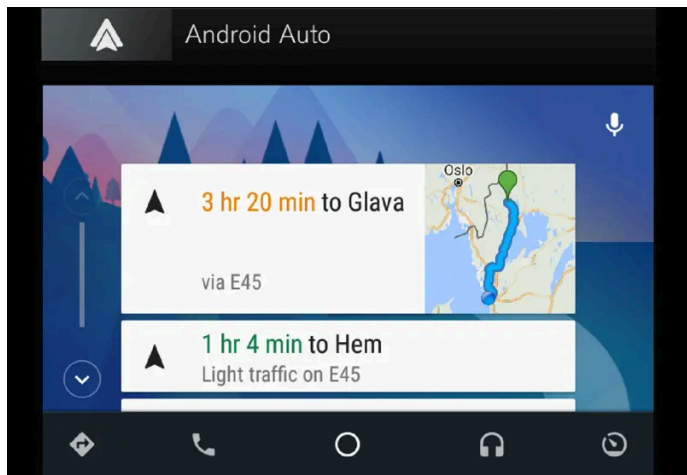 Android Auto
3 hr 20 min to Glava
via E45
Oslo
1 hr 4 min to Hem
Light traffic on E45